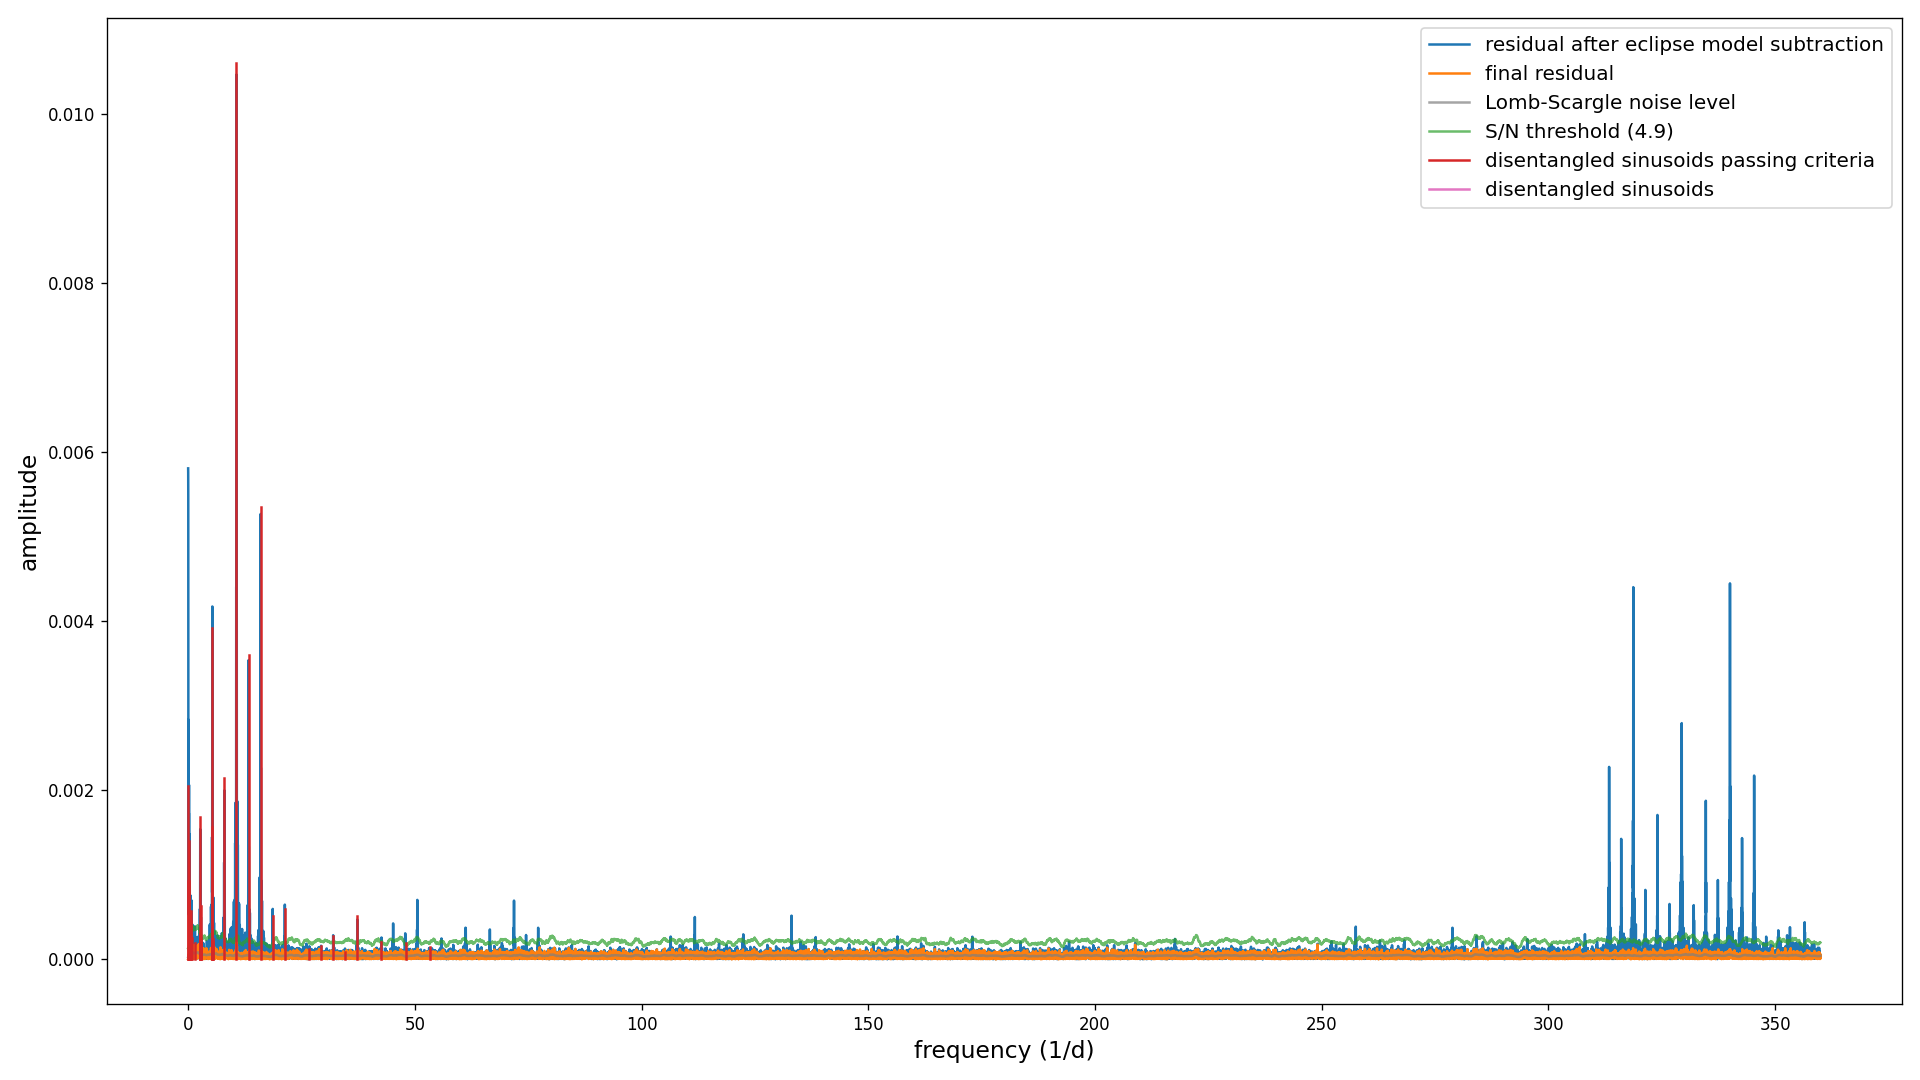 residual after eclipse model subtraction
final residual
Lomb-Scargle noise level
S/N threshold (4.9)
disentangled sinusoids passing criteria
disentangled sinusoids
amplitude
0.010
0.008
0.006
0.004
0.002
0.000
0 50 100 150 200 250 300 350
frequency (1/d)